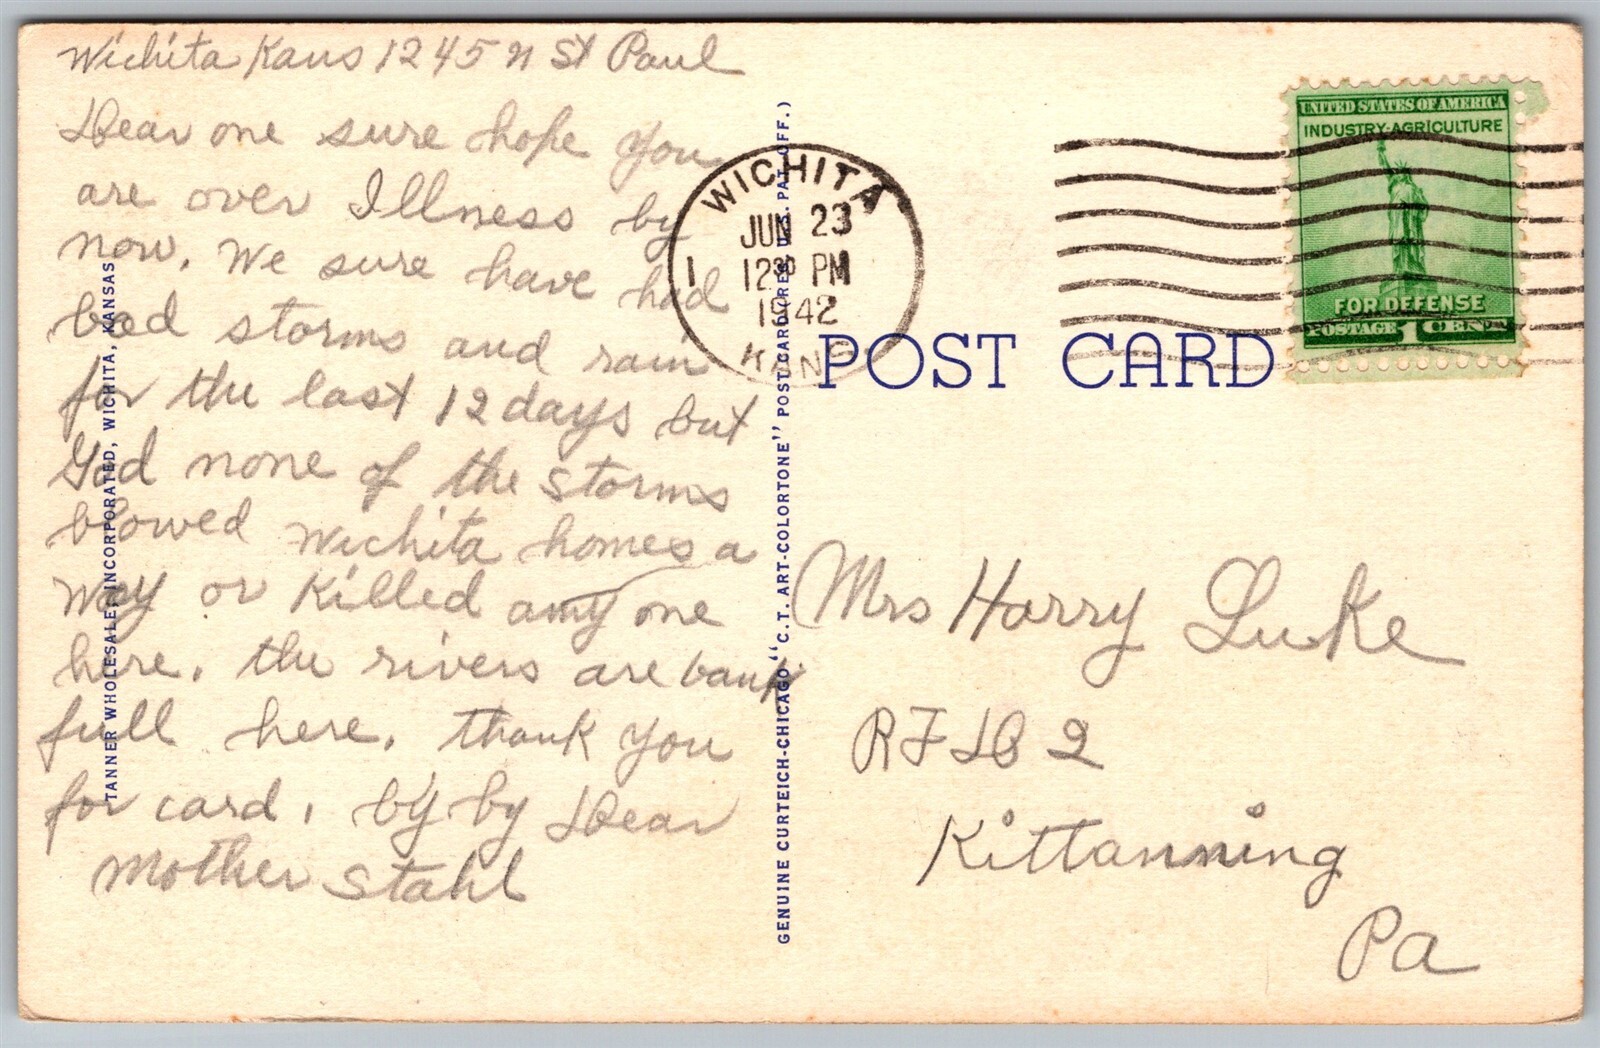 Wichita Kans 1245 N St Paul
Dear one sure hope you
are over Illness by
now. We sure have had
bad storms and rain
for the last 12 days but
God none of the storms
blowed Wichita homes a
way or Killed any one
here. the rivers are bank
full here. thank you
for card. by by Dear
Mother Stahl
TANNER WHOLESALE, INCORPORATED, WICHITA, KANSAS
GENUINE CURTEICH-CHICAGO "C.T. ART-COLORTONE" POST CARD (REG. U.S. PAT. OFF.)
WICHITA
JUN 23
1
12 30 PM
1942
KANS
POST CARD
UNITED STATES OF AMERICA
INDUSTRY-AGRICULTURE
FOR DEFENSE
POSTAGE 1 CENT
Mrs Harry Luke
RFD 2
Kittanning
Pa